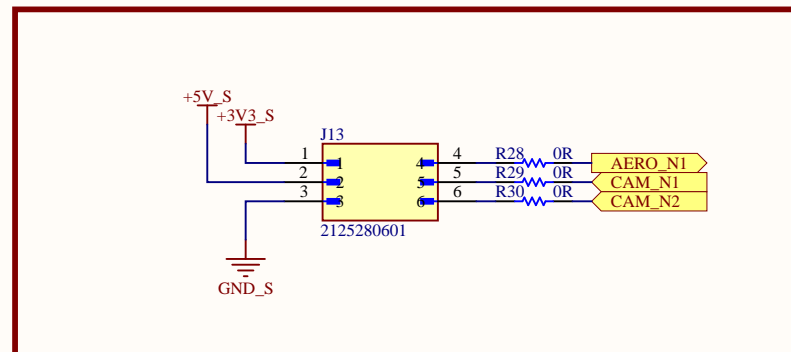 +5V_S
+3V3_S
J13
1 1 4 4 R28 0R AERO_N1
2 2 5 5 R29 0R CAM_N1
3 3 6 6 R30 0R CAM_N2
2125280601
GND_S